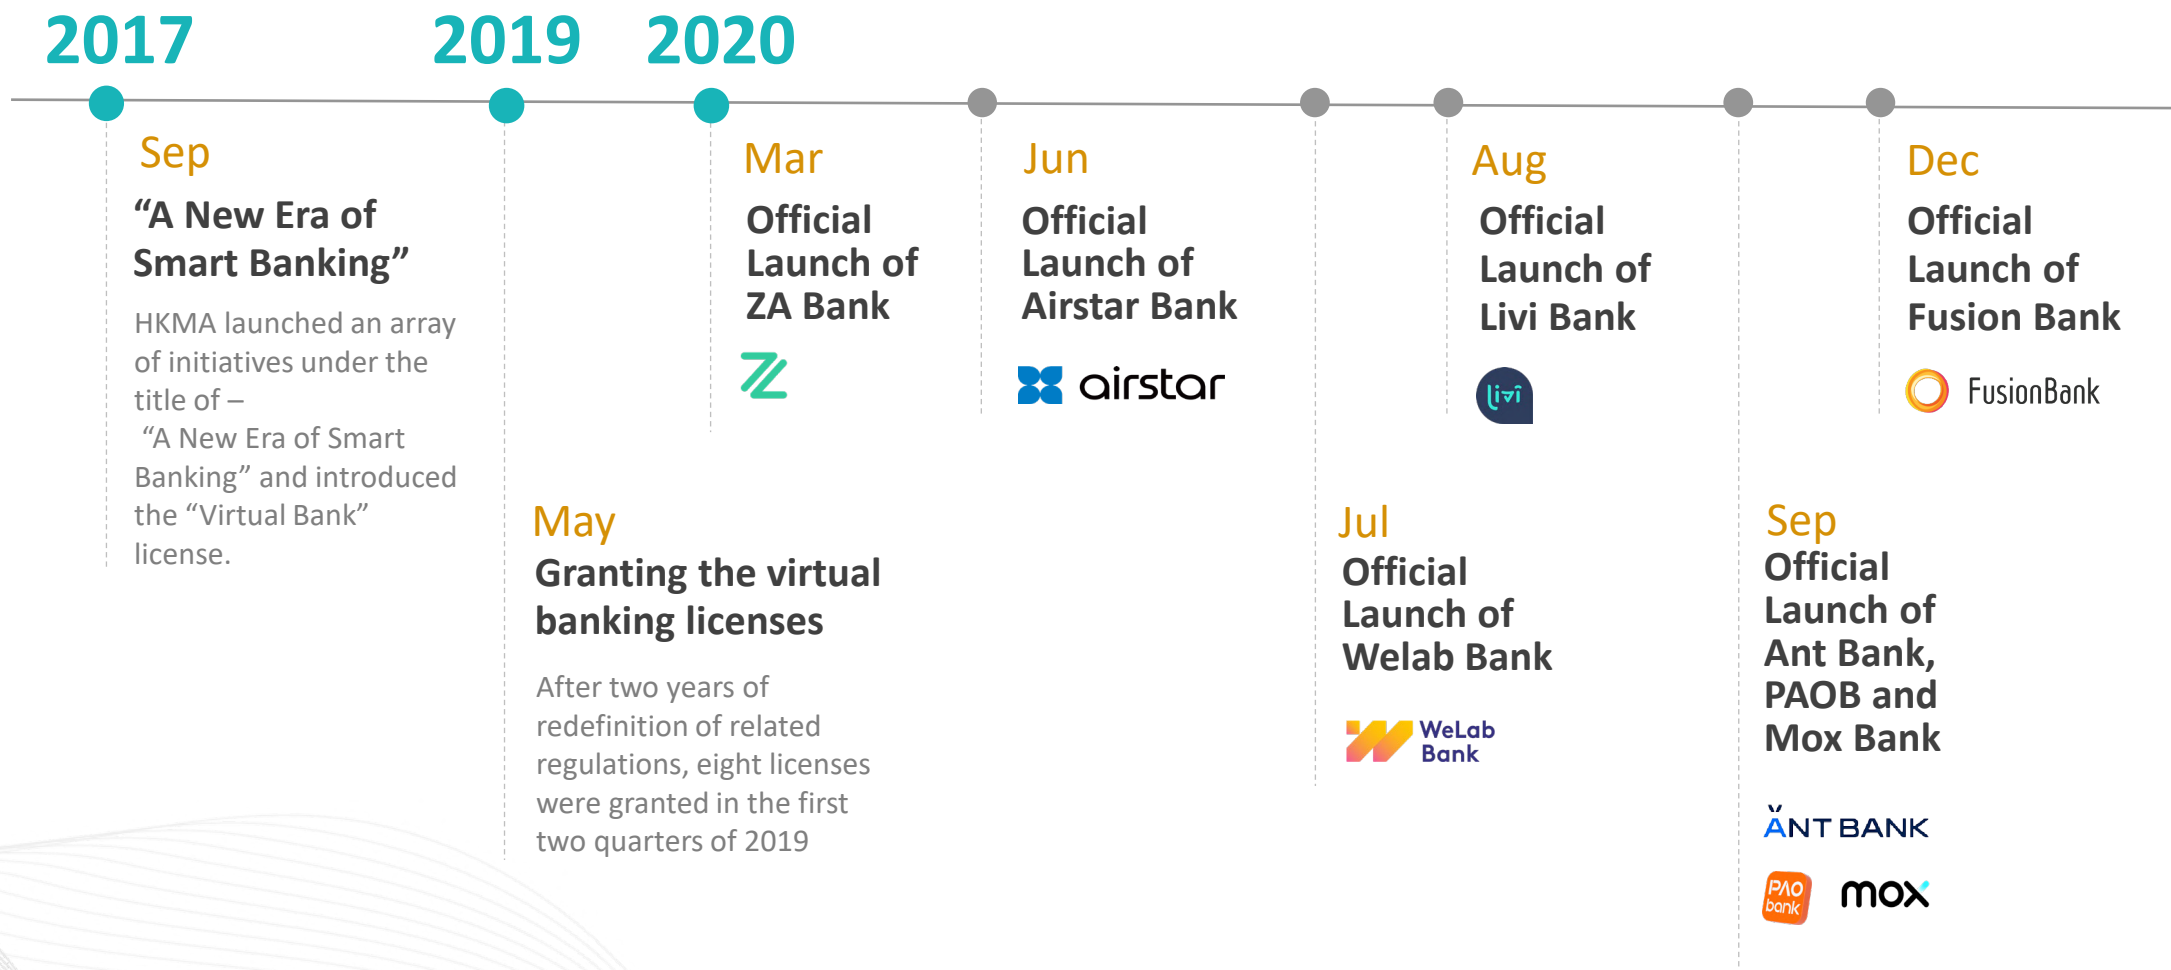 2017
2019
2020
Sep
“A New Era of
Smart Banking”
HKMA launched an array
of initiatives under the
title of –
“A New Era of Smart
Banking” and introduced
the “Virtual Bank”
license.
May
Granting the virtual
banking licenses
After two years of
redefinition of related
regulations, eight licenses
were granted in the first
two quarters of 2019
Mar
Official
Launch of
ZA Bank
Jun
Official
Launch of
Airstar Bank
airstar
Jul
Official
Launch of
Welab Bank
WeLab
Bank
Aug
Official
Launch of
Livi Bank
livi
Sep
Official
Launch of
Ant Bank,
PAOB and
Mox Bank
ANT BANK
PAO
bank
mox
Dec
Official
Launch of
Fusion Bank
FusionBank